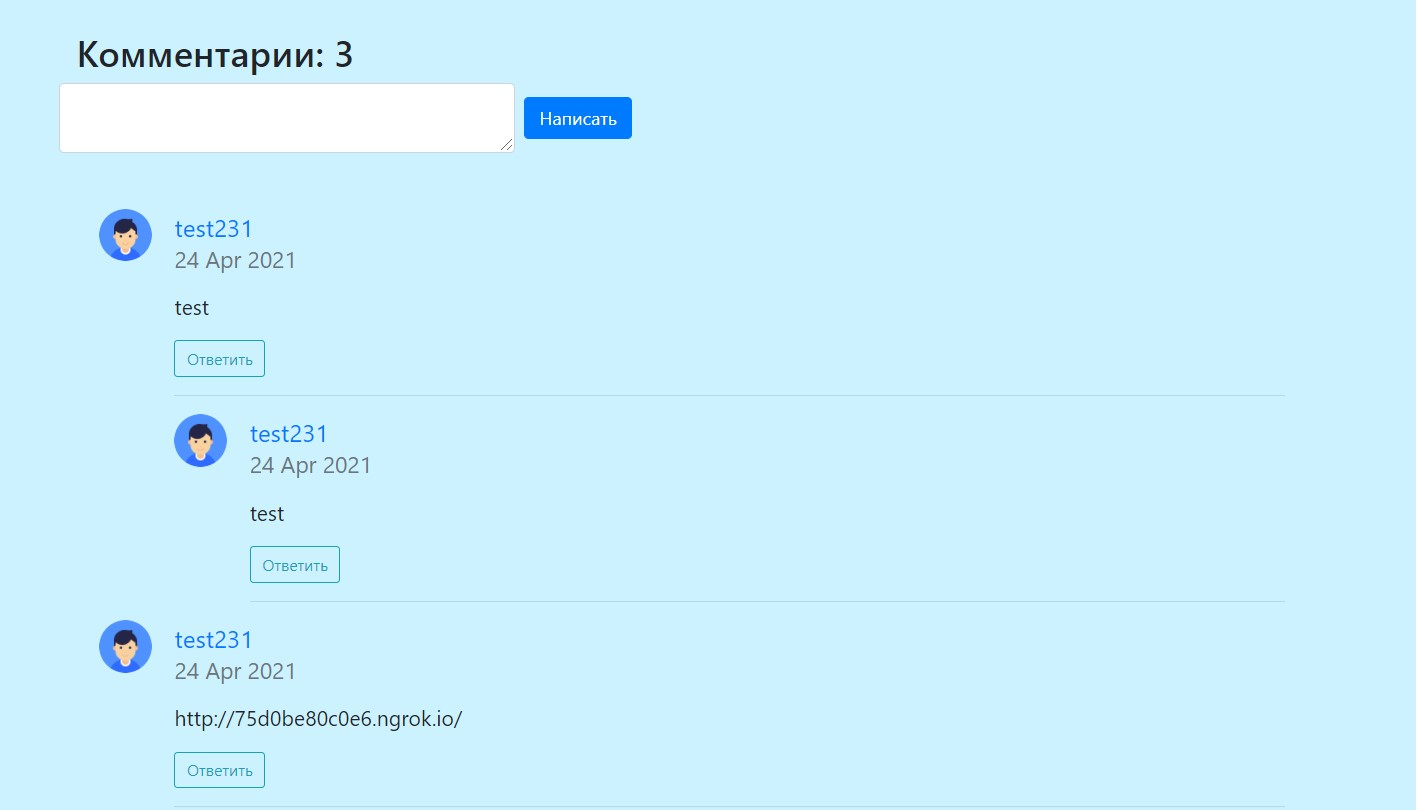 Комментарии: 3
Написать
test231
24 Apr 2021
test
Ответить
test231
24 Apr 2021
test
Ответить
test231
24 Apr 2021
http://75d0be80c0e6.ngrok.io/
Ответить